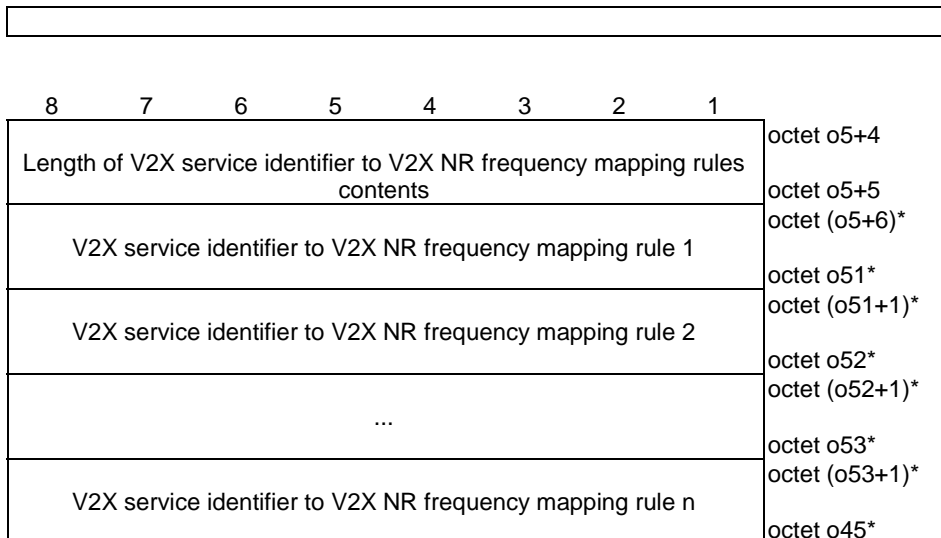 8 7 6 5 4 3 2 1
octet o5+4
Length of V2X service identifier to V2X NR frequency mapping rules
contents
octet o5+5
octet (o5+6)*
V2X service identifier to V2X NR frequency mapping rule 1
octet o51*
octet (o51+1)*
V2X service identifier to V2X NR frequency mapping rule 2
octet o52*
octet (o52+1)*
...
octet o53*
octet (o53+1)*
V2X service identifier to V2X NR frequency mapping rule n
octet o45*